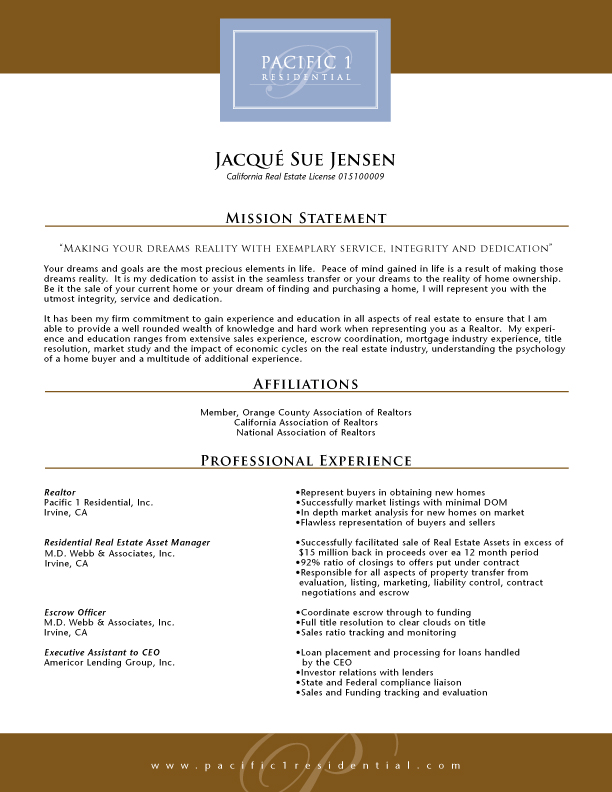 PACIFIC 1
RESIDENTIAL
JACQUÉ SUE JENSEN
California Real Estate License 015100009
MISSION STATEMENT
"MAKING YOUR DREAMS REALITY WITH EXEMPLARY SERVICE, INTEGRITY AND DEDICATION"
Your dreams and goals are the most precious elements in life.  Peace of mind gained in life is a result of making those
dreams reality.  It is my dedication to assist in the seamless transfer or your dreams to the reality of home ownership.
Be it the sale of your current home or your dream of finding and purchasing a home, I will represent you with the
utmost integrity, service and dedication.
It has been my firm commitment to gain experience and education in all aspects of real estate to ensure that I am
able to provide a well rounded wealth of knowledge and hard work when representing you as a Realtor.  My experi-
ence and education ranges from extensive sales experience, escrow coordination, mortgage industry experience, title
resolution, market study and the impact of economic cycles on the real estate industry, understanding the psychology
of a home buyer and a multitude of additional experience.
AFFILIATIONS
Member, Orange County Association of Realtors
California Association of Realtors
National Association of Realtors
PROFESSIONAL EXPERIENCE
Realtor
Pacific 1 Residential, Inc.
Irvine, CA
•Represent buyers in obtaining new homes
•Successfully market listings with minimal DOM
•In depth market analysis for new homes on market
•Flawless representation of buyers and sellers
Residential Real Estate Asset Manager
M.D. Webb & Associates, Inc.
Irvine, CA
•Successfully facilitated sale of Real Estate Assets in excess of
$15 million back in proceeds over ea 12 month period
•92% ratio of closings to offers put under contract
•Responsible for all aspects of property transfer from
evaluation, listing, marketing, liability control, contract
negotiations and escrow
Escrow Officer
M.D. Webb & Associates, Inc.
Irvine, CA
•Coordinate escrow through to funding
•Full title resolution to clear clouds on title
•Sales ratio tracking and monitoring
Executive Assistant to CEO
Americor Lending Group, Inc.
•Loan placement and processing for loans handled
by the CEO
•Investor relations with lenders
•State and Federal compliance liaison
•Sales and Funding tracking and evaluation
www.pacific1residential.com